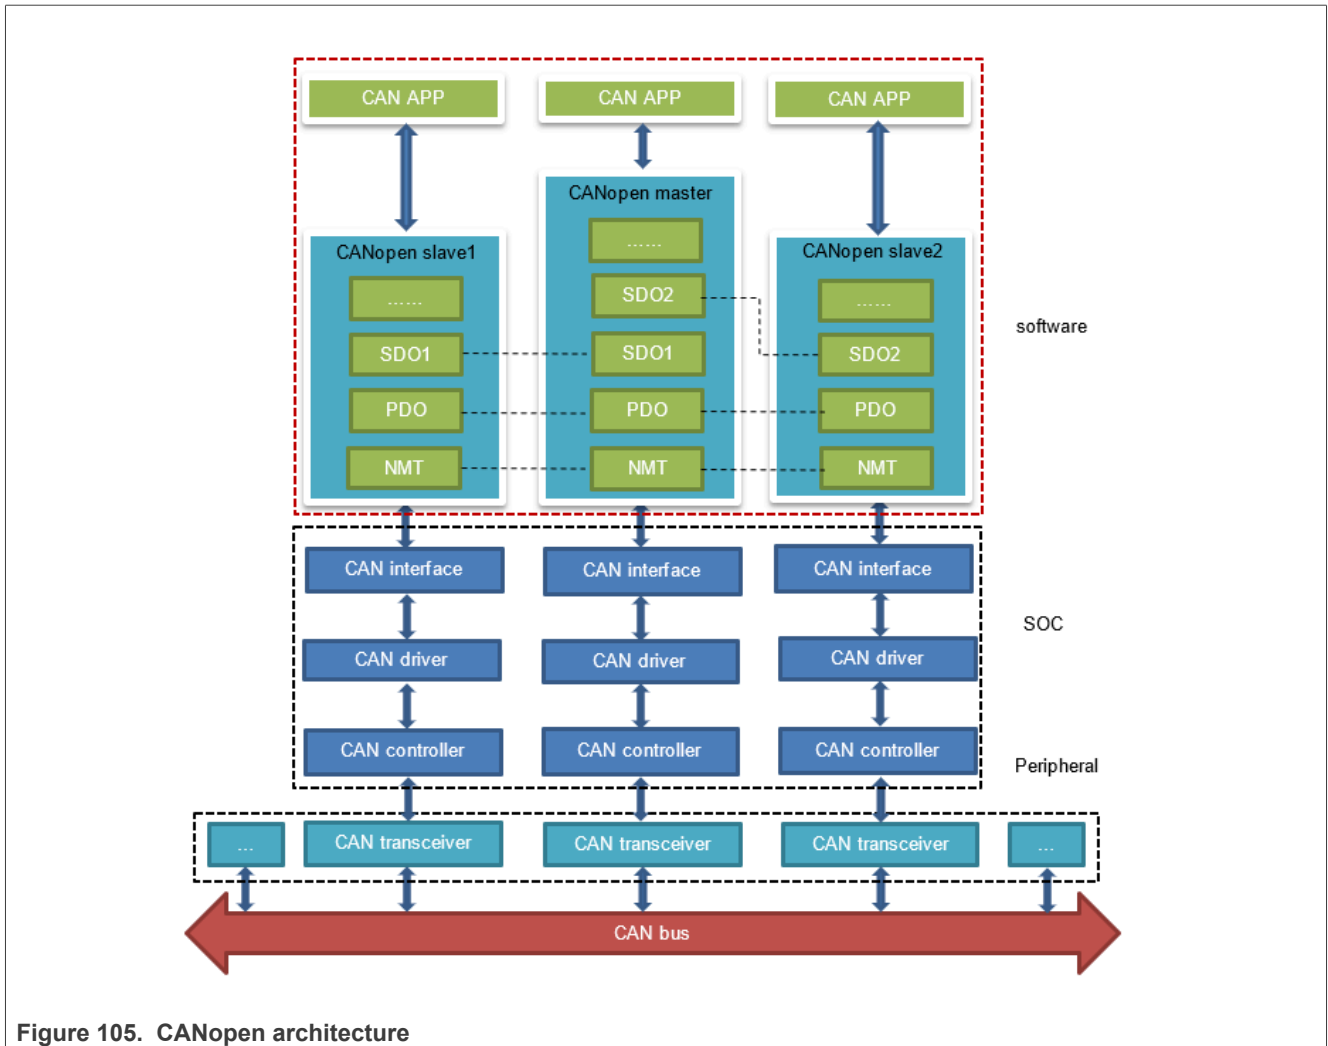 CAN APP
CAN APP
CAN APP
CANopen master
CANopen slave1
CANopen slave2
......
......
......
SDO2
SDO1
SDO1
SDO2
PDO
PDO
PDO
NMT
NMT
NMT
software
CAN interface
CAN interface
CAN interface
SOC
CAN driver
CAN driver
CAN driver
CAN controller
CAN controller
CAN controller
Peripheral
...
CAN transceiver
CAN transceiver
CAN transceiver
...
CAN bus
Figure 105. CANopen architecture